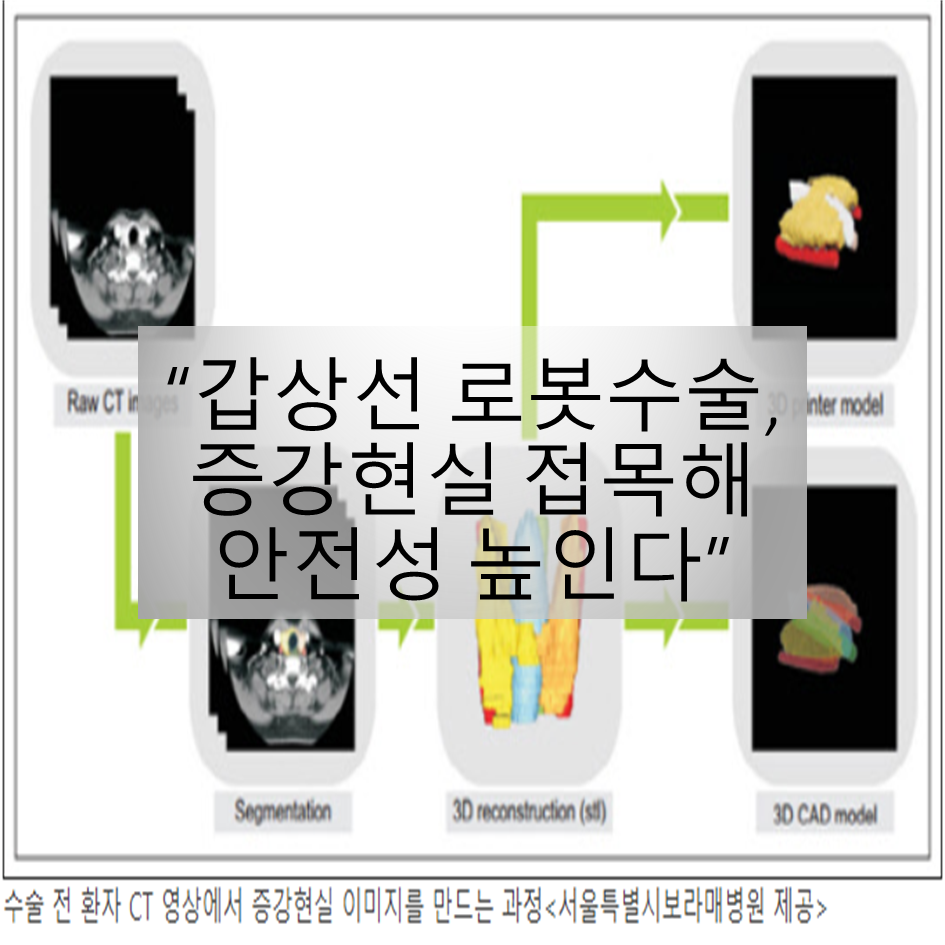 Raw CT images
3D printer model
“갑상선 로봇수술,
증강현실 접목해
안전성 높인다”
Segmentation
3D reconstruction (stl)
3D CAD model
수술 전 환자 CT 영상에서 증강현실 이미지를 만드는 과정<서울특별시보라매병원 제공>